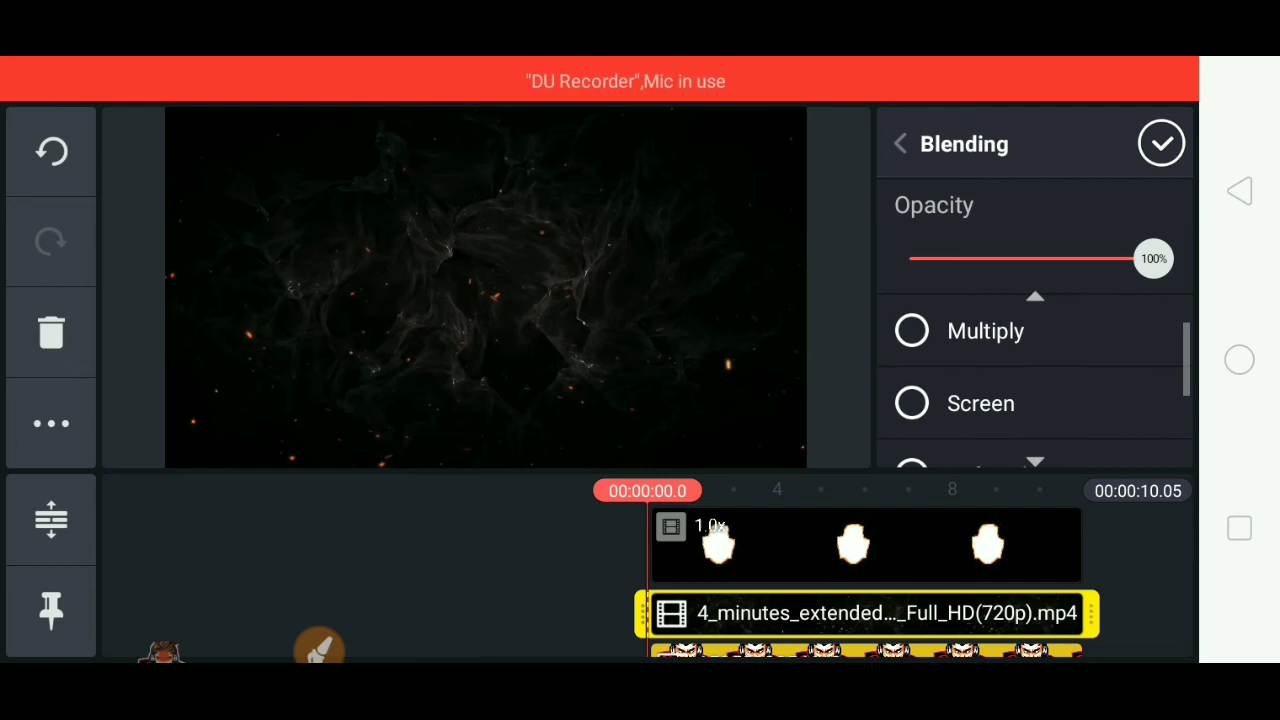 "DU Recorder",Mic in use
Blending
Opacity
100%
Multiply
Screen
00:00:00.0
4
8
00:00:10.05
1.0x
4_minutes_extended..._Full_HD(720p).mp4